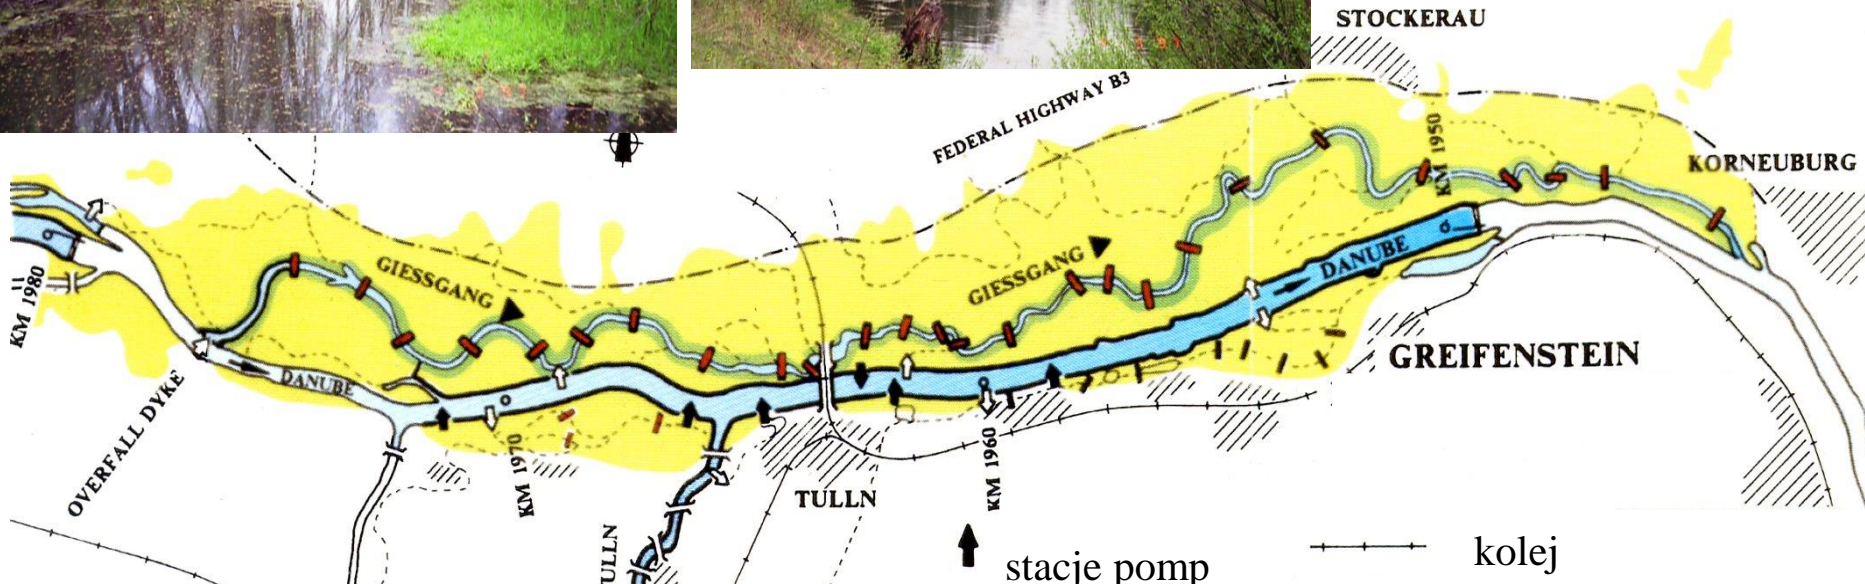 STOCKERAU
FEDERAL HIGHWAY B3
KM 1950
KORNEUBURG
GIESSGANG
GIESSGANG
KM 1980
DANUBE
DANUBE
GREIFENSTEIN
OVERFALL DYKE
KM 1970
KM 1960
TULLN
TULLN
stacje pomp
kolej